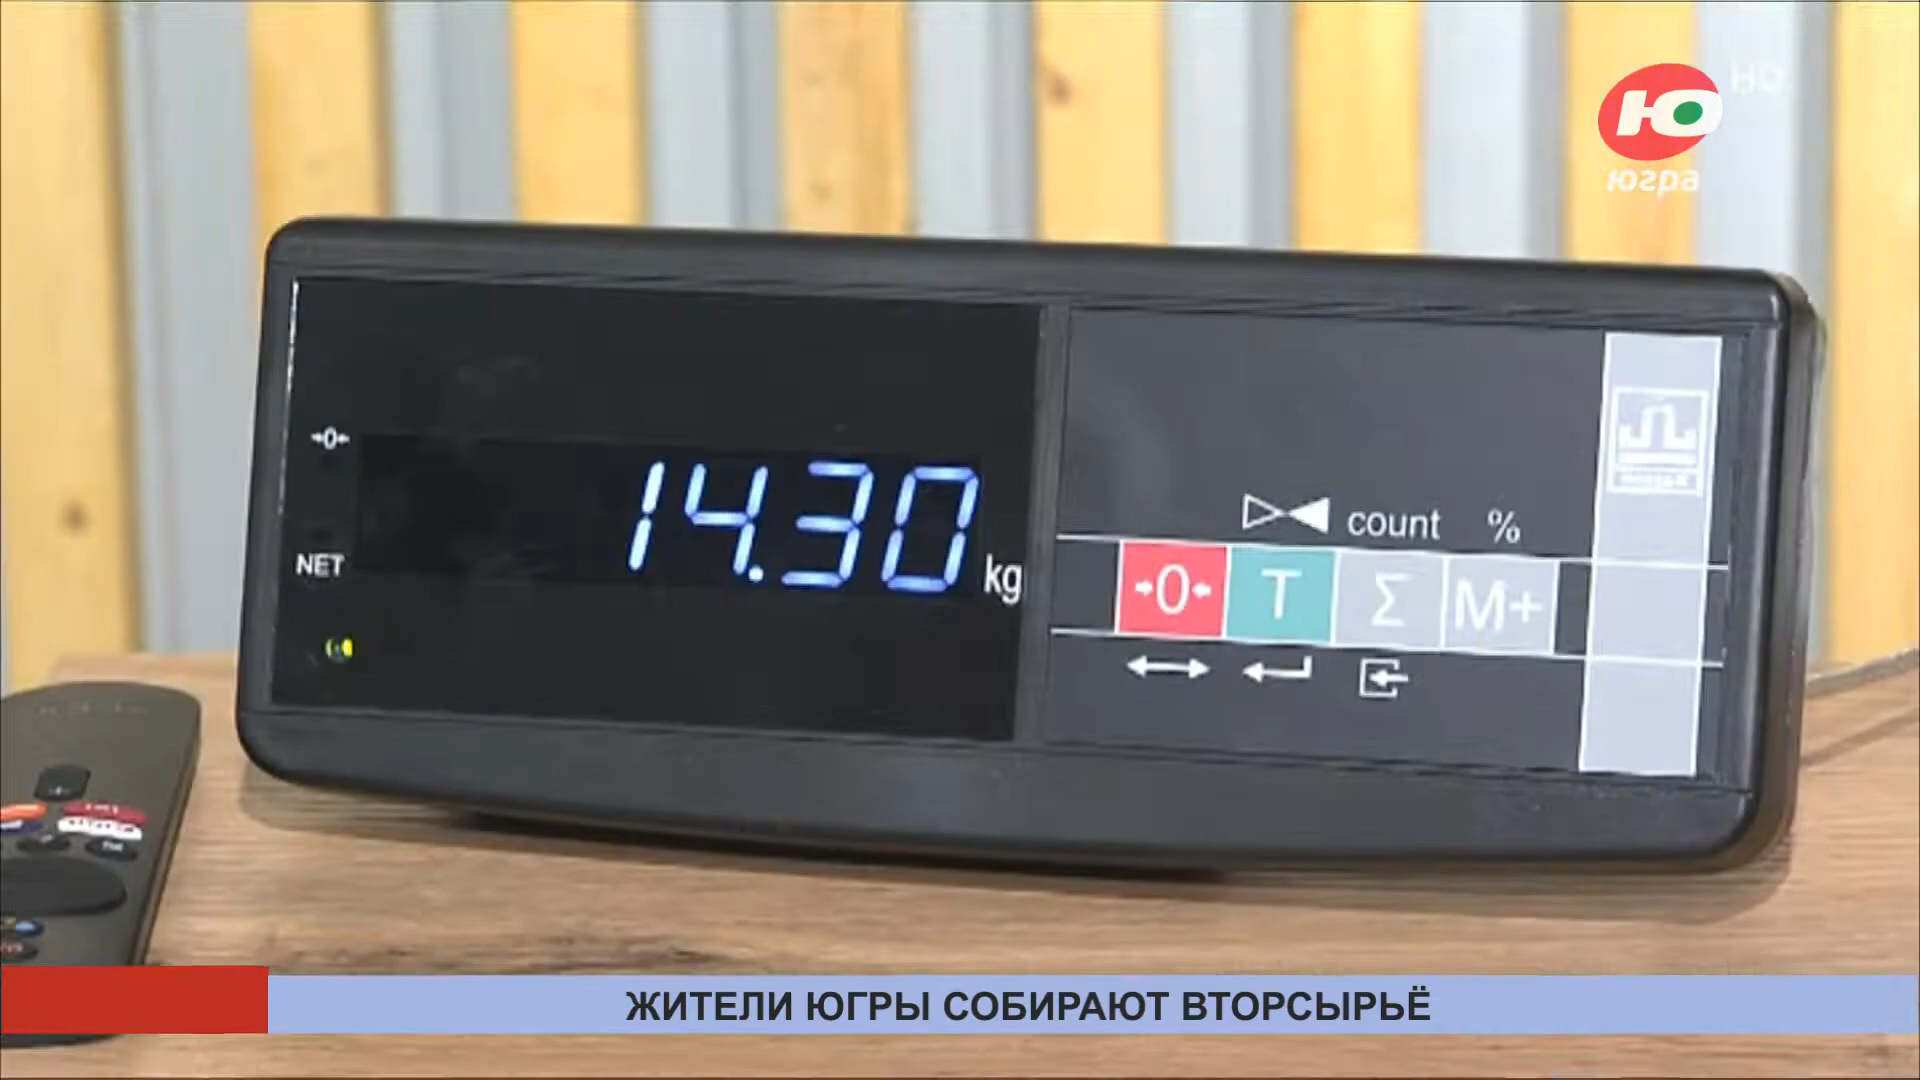 HD
Ю
югра
→0←
NET
14.30
kg
count %
→0← T Σ M+
ЖИТЕЛИ ЮГРЫ СОБИРАЮТ ВТОРСЫРЬЁ